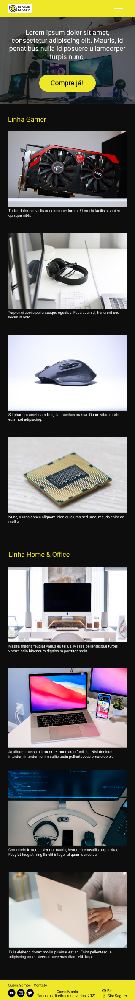 GAME
MANIA
Lorem ipsum dolor sit amet,
consectetur adipiscing elit. Mauris, id
penatibus nulla id posuere ullamcorper
turpis nunc.
Compre já!
Linha Gamer
msi
Tortor dolor convallis nunc semper lorem. Et morbi facilisis sapien
quisque nibh.
Turpis mi sociis pellentesque egestas. Faucibus nisl, hendrerit sed
sociis in odio.
Sit pharetra amet nam fringilla faucibus massa. Quam vitae morbi
euismod adipiscing.
Nunc, a urna donec aliquam. Non quis urna sed urna, mauris enim ac
mollis.
Linha Home & Office
Massa magna feugiat varius eu tellus. Massa pellentesque turpis
viverra odio bibendum dignissim porttitor proin.
At aliquet massa ullamcorper nunc arcu facilisis. Nisl tincidunt
interdum interdum enim sollicitudin pellentesque ornare dolor.
Commodo id neque viverra mauris, hendrerit convallis turpis vitae.
Feugiat feugiat fringilla elit integer aliquam senectus.
Duis eleifend donec mollis pulvinar est ac. Enim pellentesque
adipiscing amet, viverra maecenas diam, elit, turpis.
Quem Somos Contato
Game Mania
Todos os direitos reservados, 2021.
Bit
Site Seguro